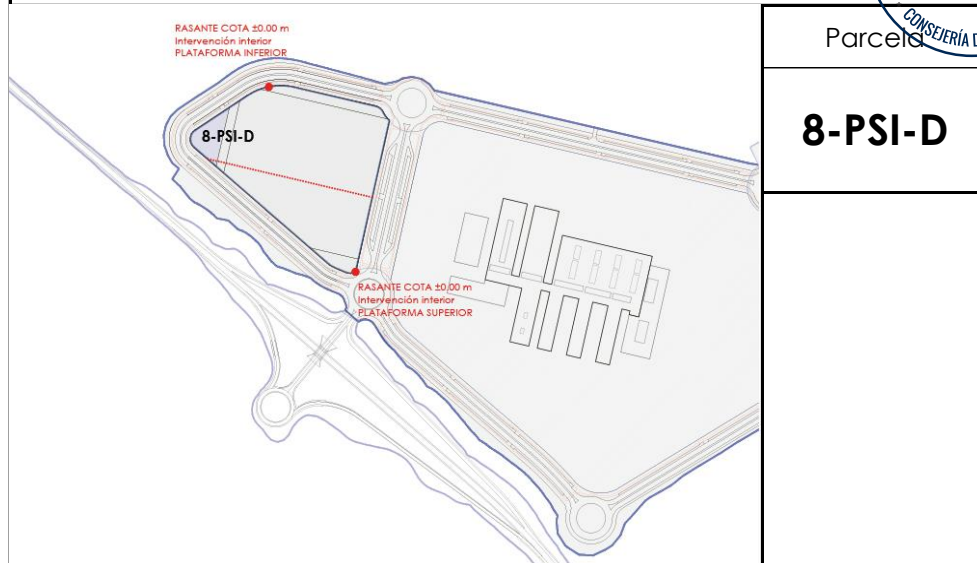 RASANTE COTA ±0.00 m
Intervención interior
PLATAFORMA INFERIOR
8-PSI-D
RASANTE COTA ±0.00 m
Intervención interior
PLATAFORMA SUPERIOR
Parcela
CONSEJERÍA D
8-PSI-D